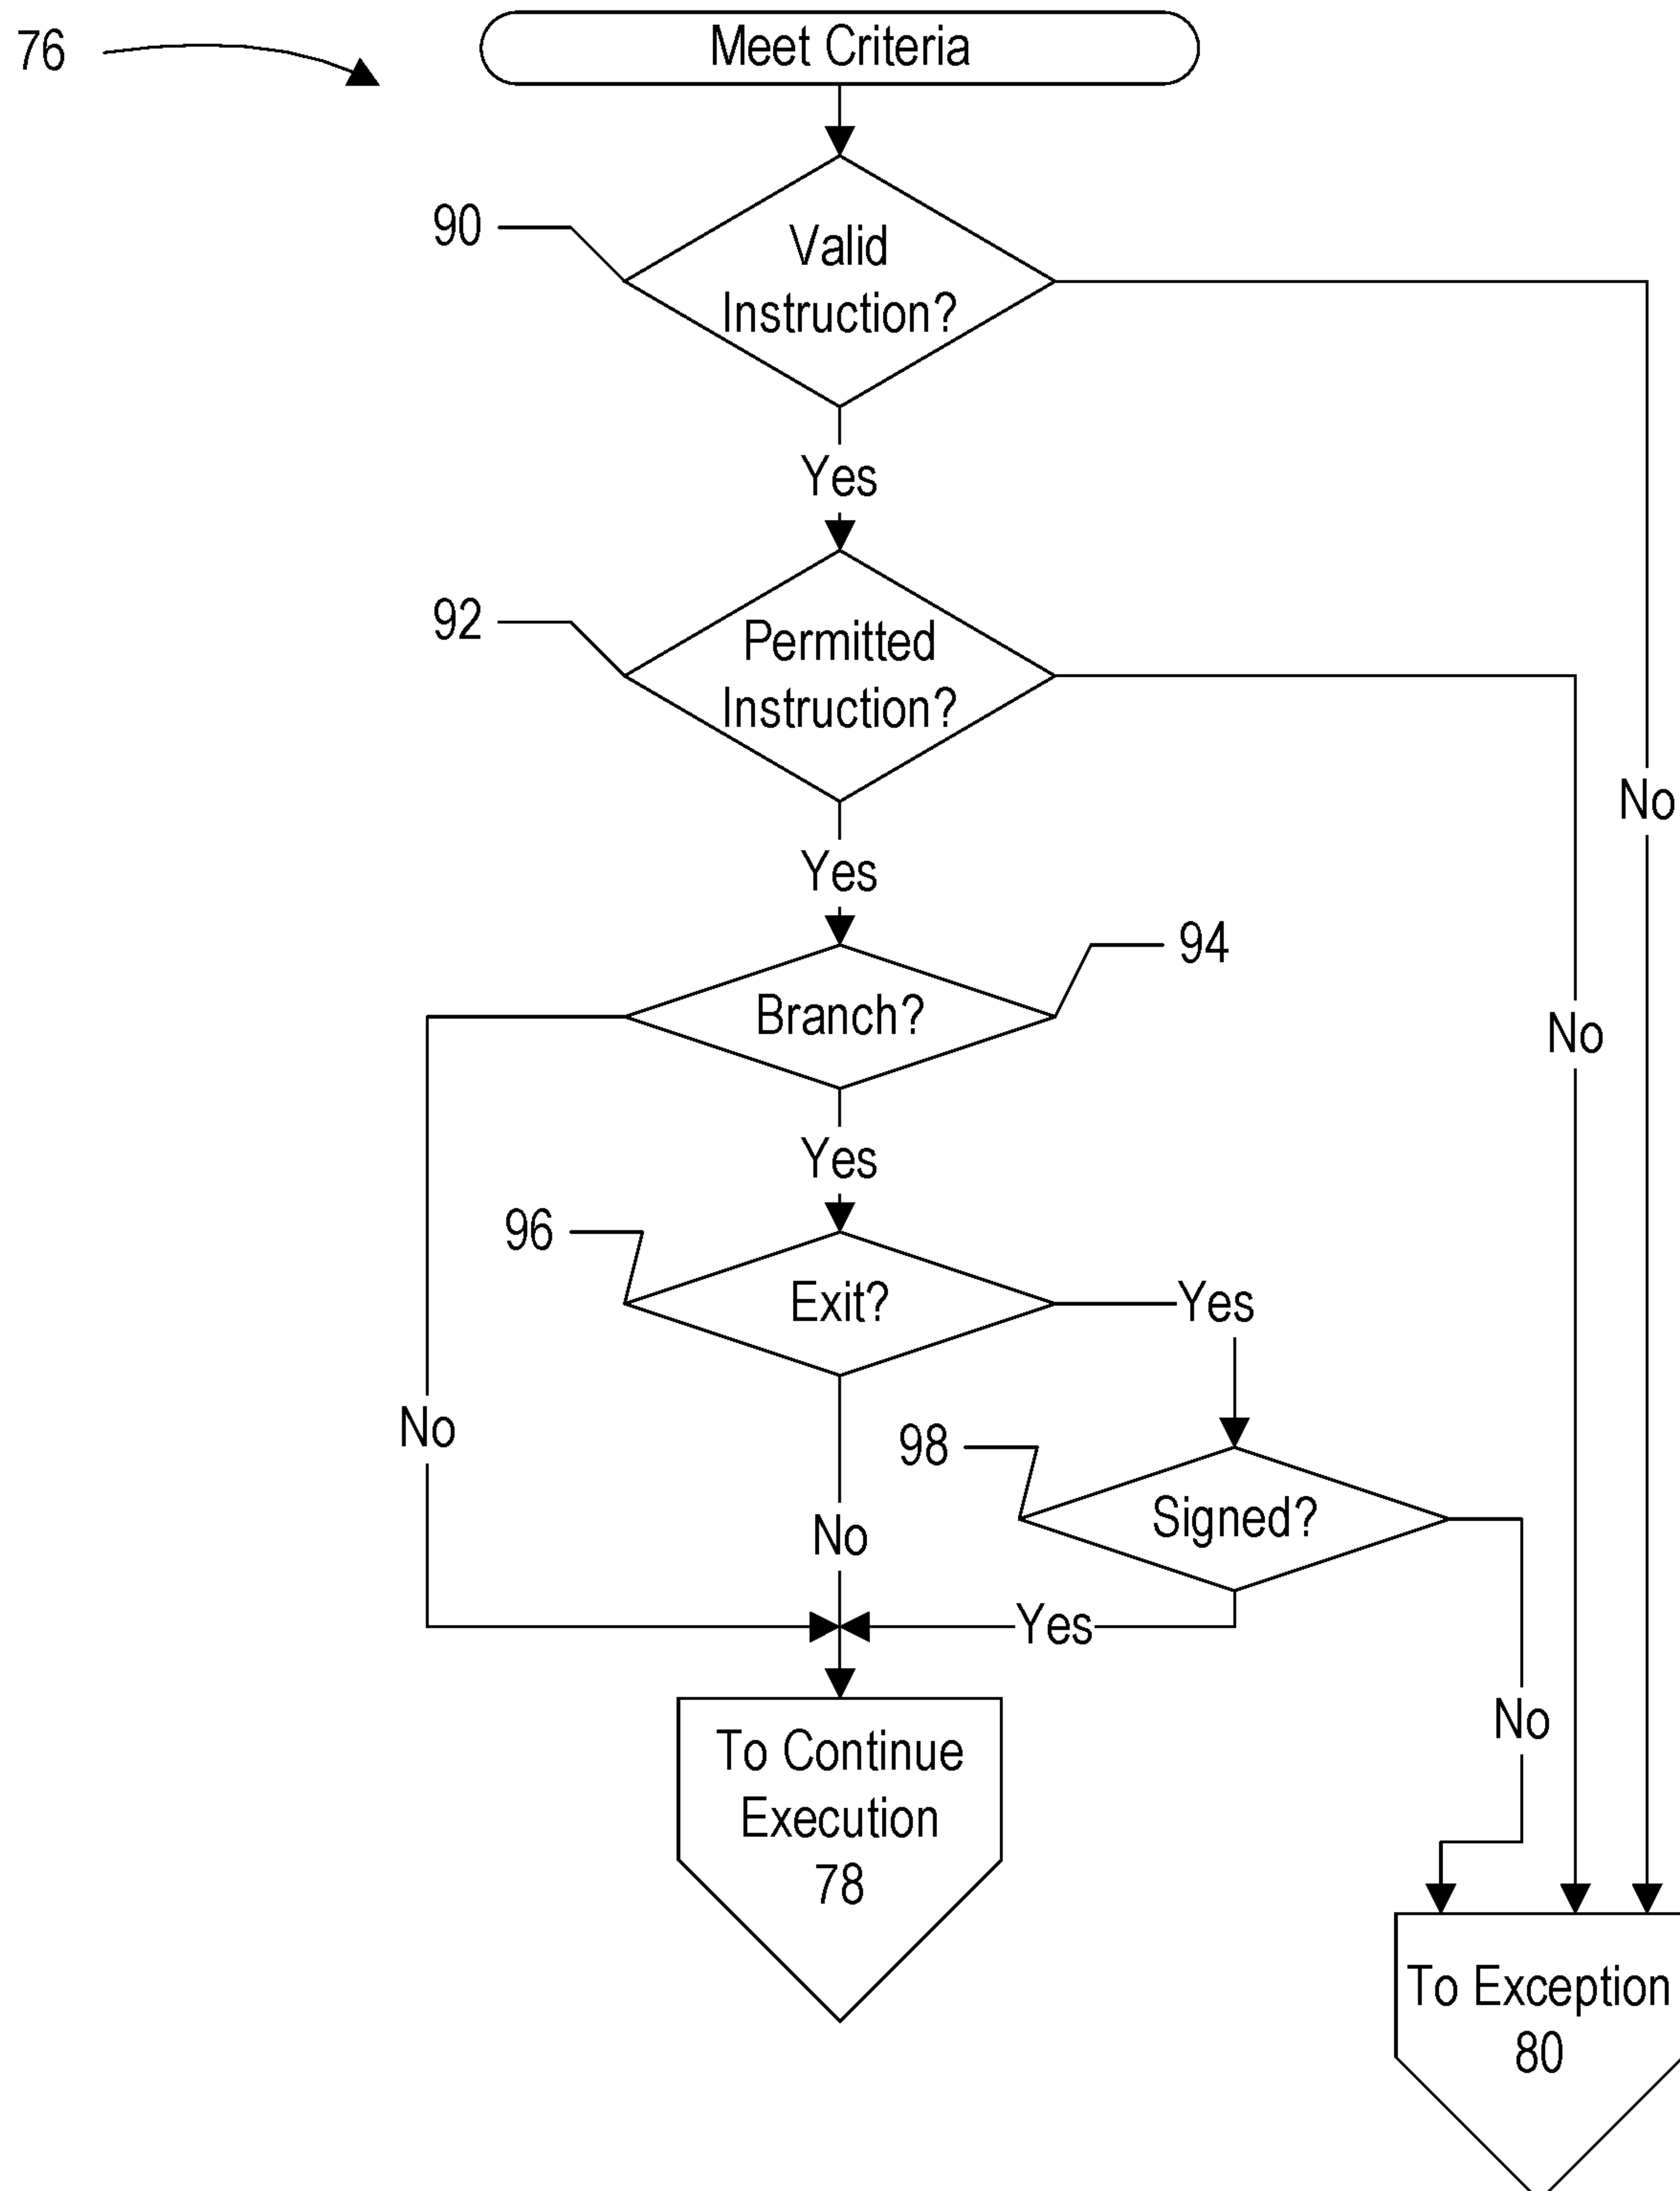 76
Meet Criteria
90
Valid
Instruction?
Yes
92
Permitted
Instruction?
No
Yes
94
Branch?
No
Yes
96
Exit?
Yes
No
98
Signed?
No
Yes
No
To Continue
Execution
78
To Exception
80